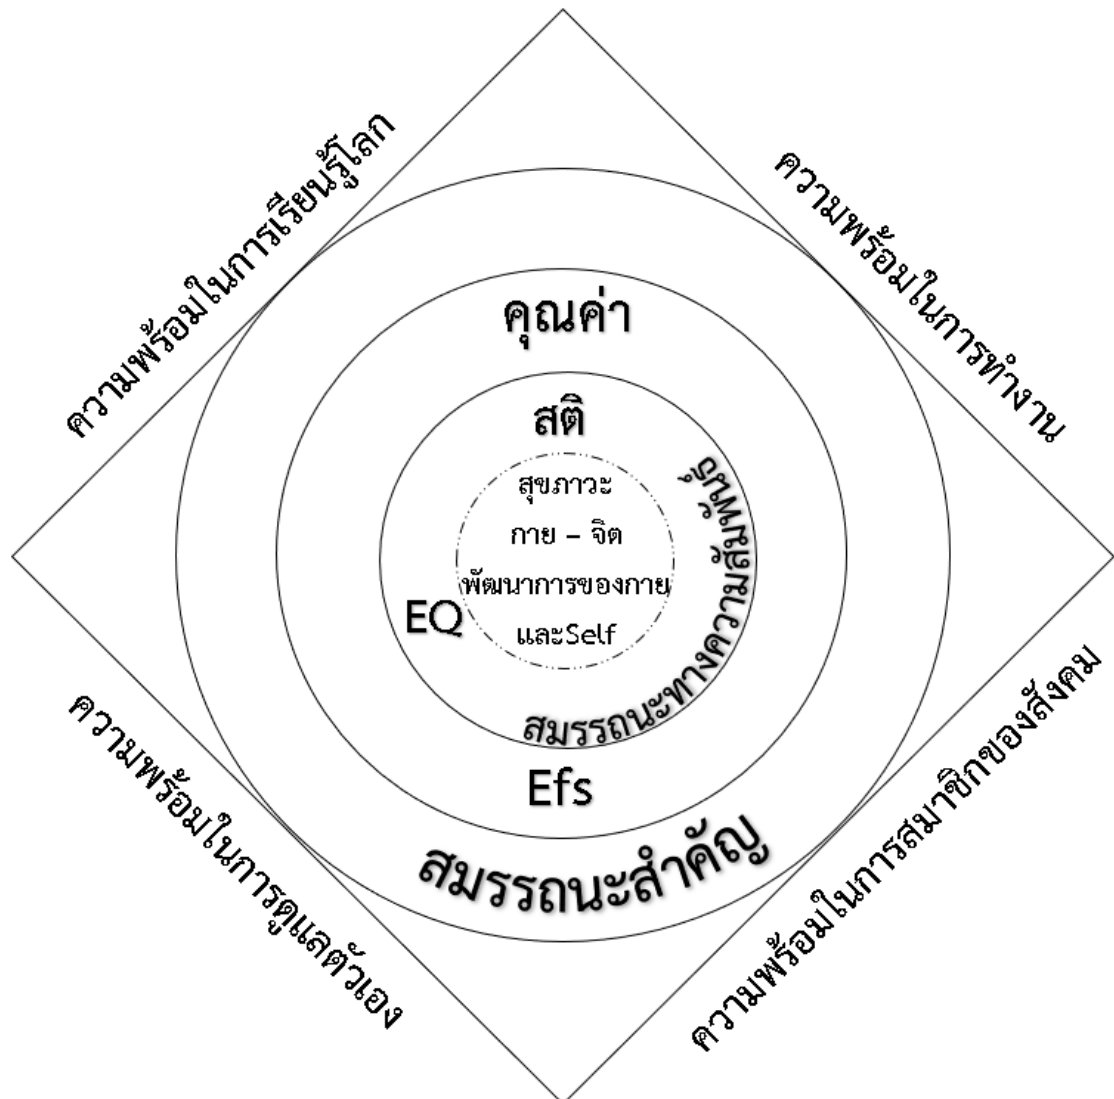 ความพร้อมในการเรียนรู้โลก
ความพร้อมในการทำงาน
คุณค่า
สติ
สุขภาวะ
กาย – จิต
พัฒนาการของกาย
และSelf
EQ
สมรรถนะทางความสัมพันธ์
Efs
สมรรถนะสำคัญ
ความพร้อมในการดูแลตัวเอง
ความพร้อมในการสมาชิกของสังคม